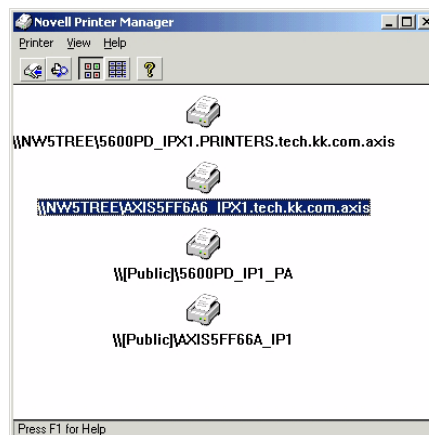 Novell Printer Manager
Printer View Help
\\NW5TREE\5600PD_IPX1.PRINTERS.tech.kk.com.axis
\\NW5TREE\AXIS5FF6A6_IPX1.tech.kk.com.axis
\\[Public]\5600PD_IP1_PA
\\[Public]\AXIS5FF66A_IP1
Press F1 for Help